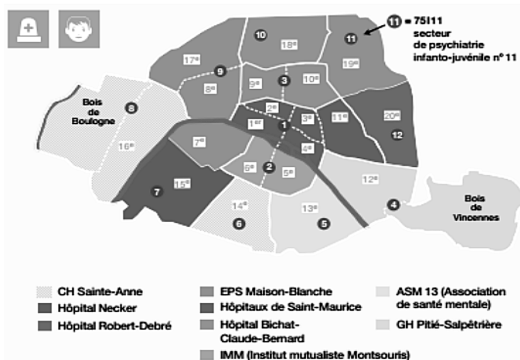 11 = 75I11
secteur
de psychiatrie
infanto-juvénile nº 11
10
18e
11
17e
19e
9
3
9e
10e
8e
Bois
de
Boulogne
8
2e
1er
1
3e
11e
20e
12
16e
4e
7e
6e
2
5e
7
15e
12e
4
Bois
de
Vincennes
14e
6
13e
5
CH Sainte-Anne
Hôpital Necker
Hôpital Robert-Debré
EPS Maison-Blanche
Hôpitaux de Saint-Maurice
Hôpital Bichat-
Claude-Bernard
IMM (Institut mutualiste Montsouris)
ASM 13 (Association
de santé mentale)
GH Pitié-Salpêtrière